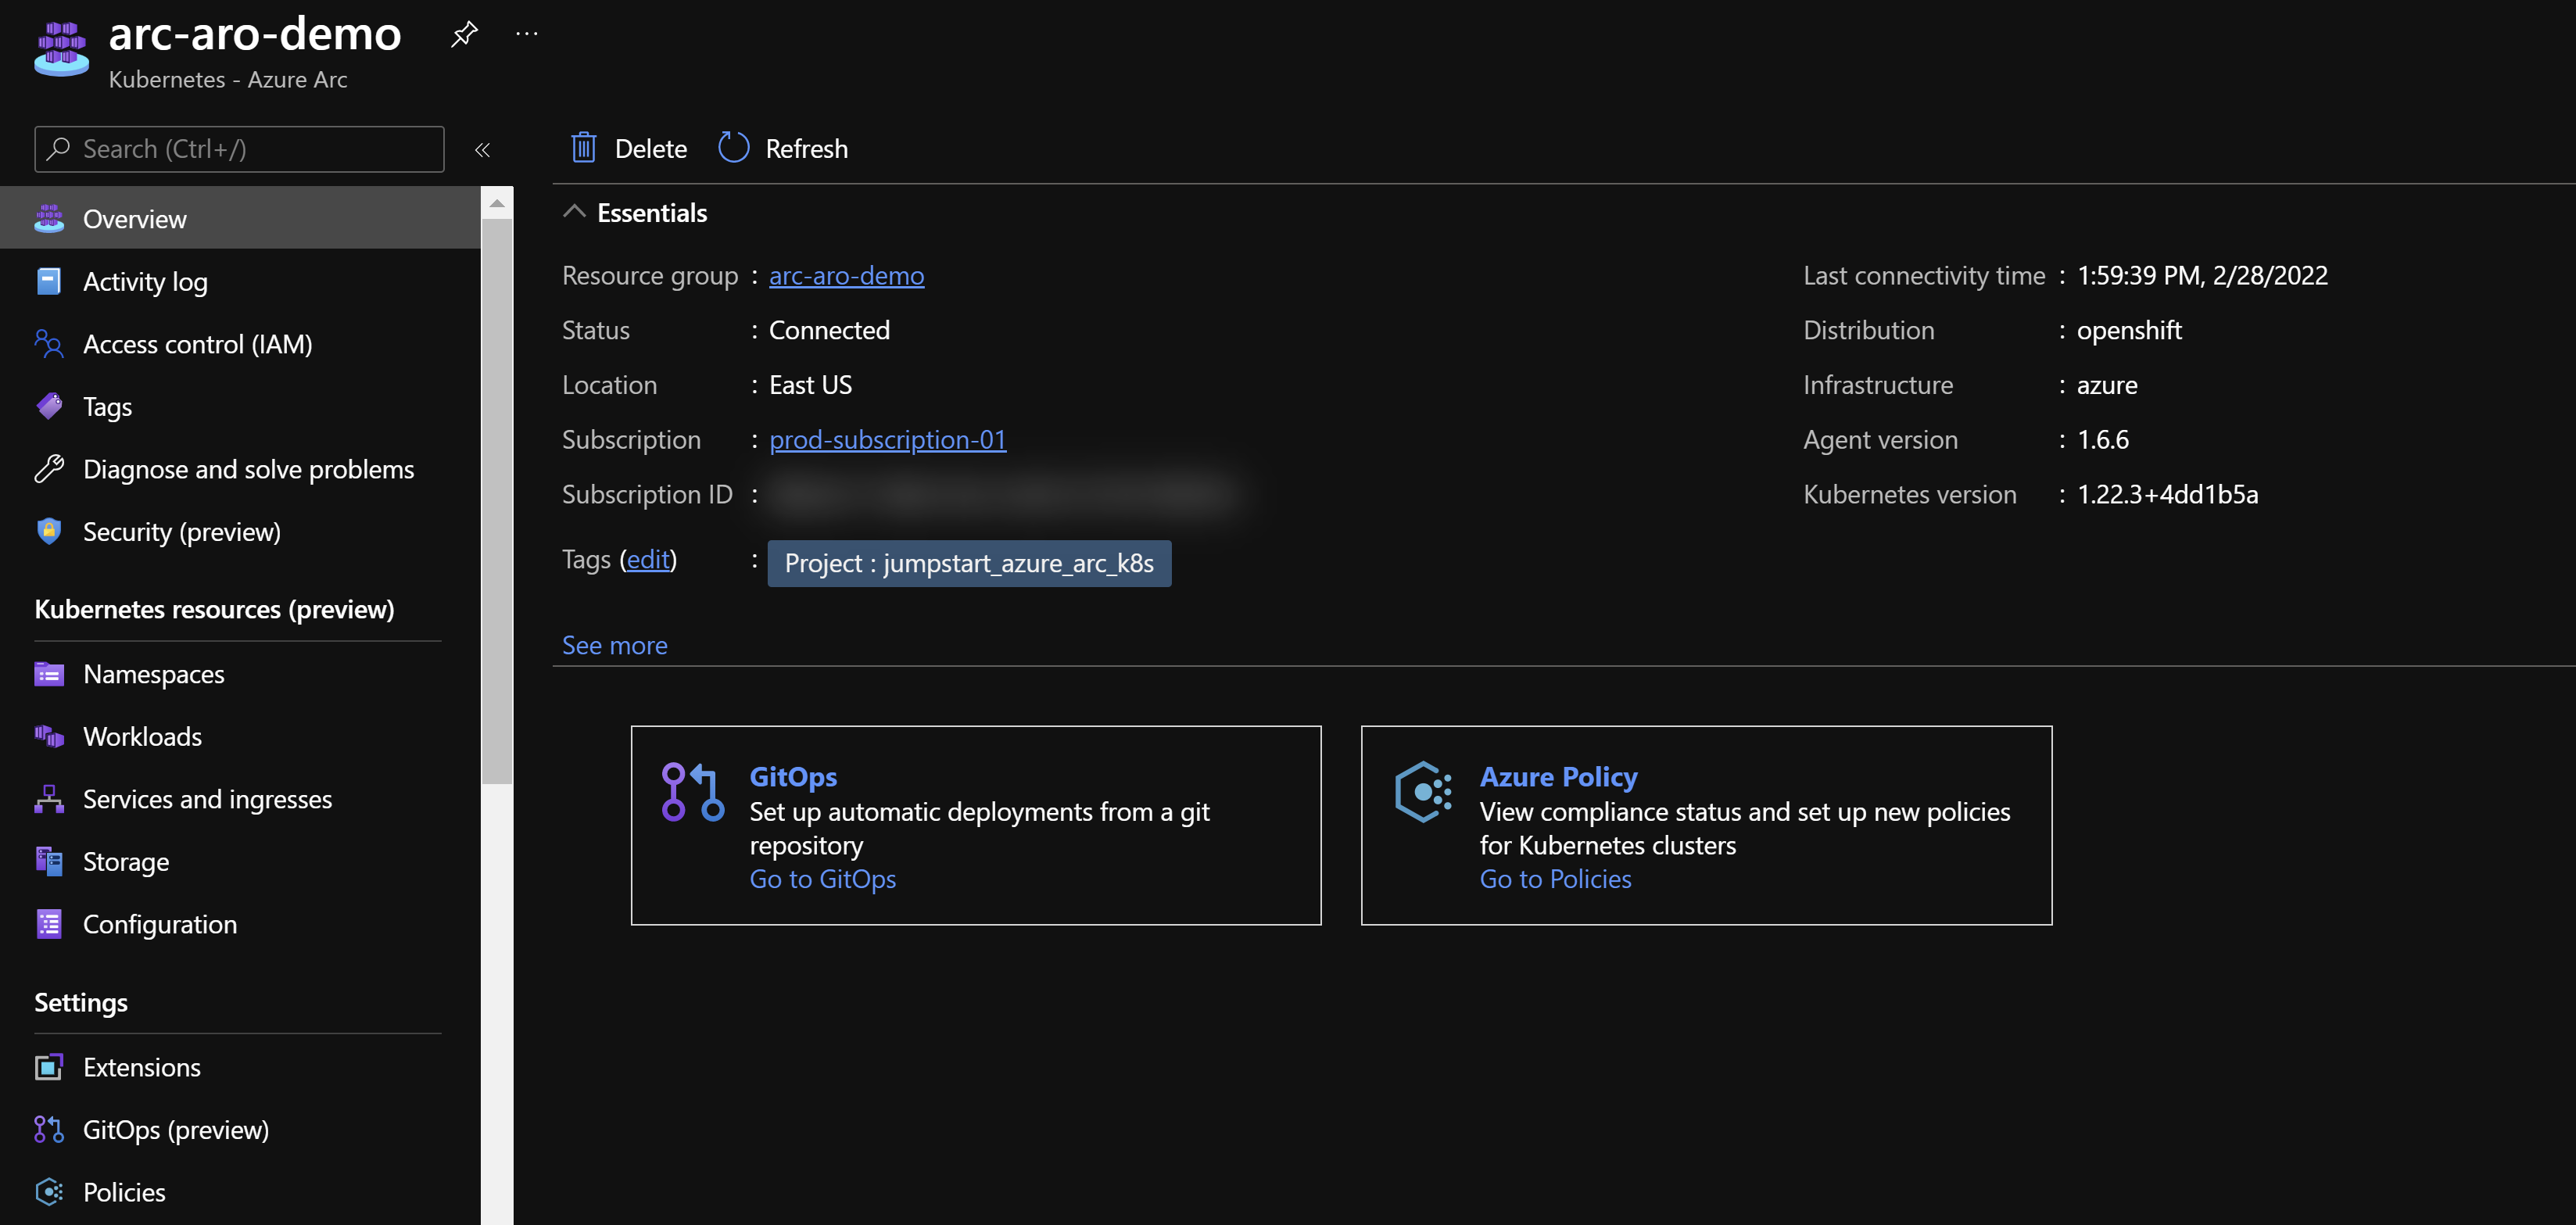 arc-aro-demo
Kubernetes - Azure Arc
Search (Ctrl+/)
Overview
Activity log
Access control (IAM)
Tags
Diagnose and solve problems
Security (preview)
Kubernetes resources (preview)
Namespaces
Workloads
Services and ingresses
Storage
Configuration
Settings
Extensions
GitOps (preview)
Policies
Delete
Refresh
Essentials
Resource group : arc-aro-demo
Status : Connected
Location : East US
Subscription : prod-subscription-01
Subscription ID :
Tags (edit) : Project : jumpstart_azure_arc_k8s
See more
Last connectivity time : 1:59:39 PM, 2/28/2022
Distribution : openshift
Infrastructure : azure
Agent version : 1.6.6
Kubernetes version : 1.22.3+4dd1b5a
GitOps
Set up automatic deployments from a git
repository
Go to GitOps
Azure Policy
View compliance status and set up new policies
for Kubernetes clusters
Go to Policies